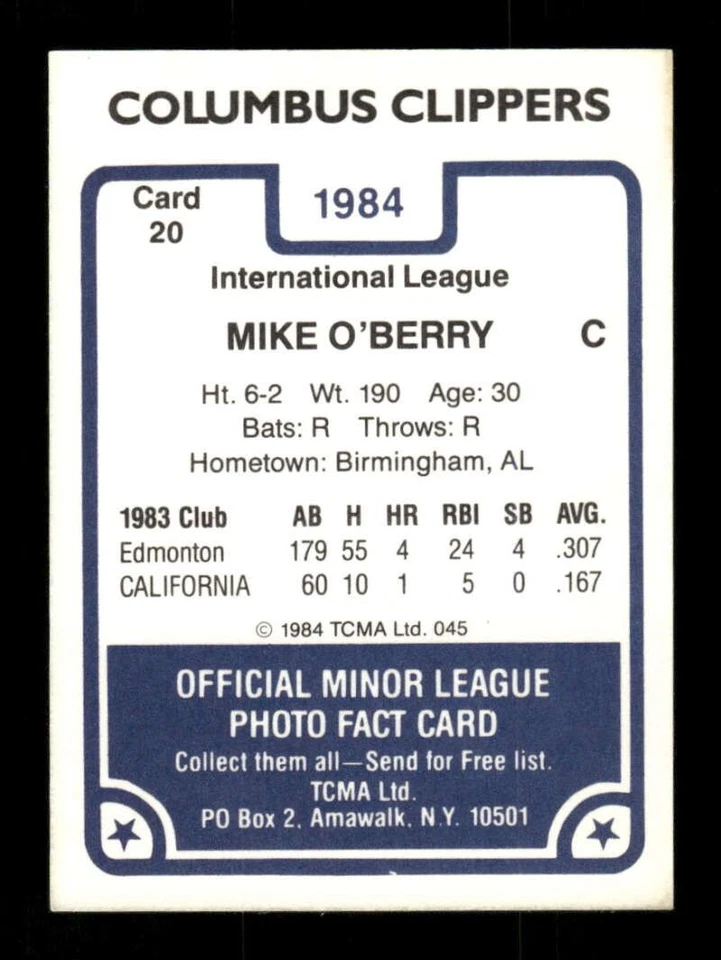 COLUMBUS CLIPPERS
Card
20
1984
International League
MIKE O'BERRY C
Ht. 6-2 Wt. 190 Age: 30
Bats: R Throws: R
Hometown: Birmingham, AL
1983 Club AB H HR RBI SB AVG.
Edmonton 179 55 4 24 4 .307
CALIFORNIA 60 10 1 5 0 .167
© 1984 TCMA Ltd. 045
OFFICIAL MINOR LEAGUE
PHOTO FACT CARD
Collect them all—Send for Free list.
TCMA Ltd.
PO Box 2, Amawalk, N.Y. 10501